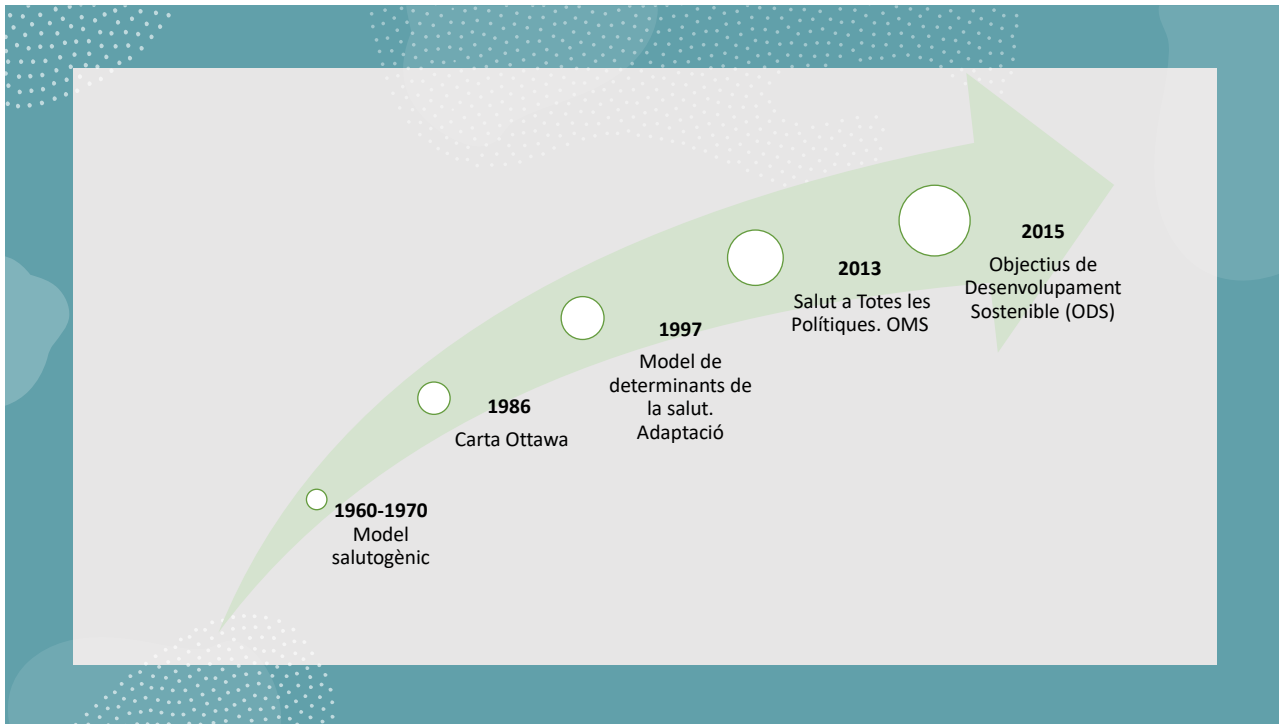 1960-1970
Model
salutogènic
1986
Carta Ottawa
1997
Model de
determinants de
la salut.
Adaptació
2013
Salut a Totes les
Polítiques. OMS
2015
Objectius de
Desenvolupament
Sostenible (ODS)